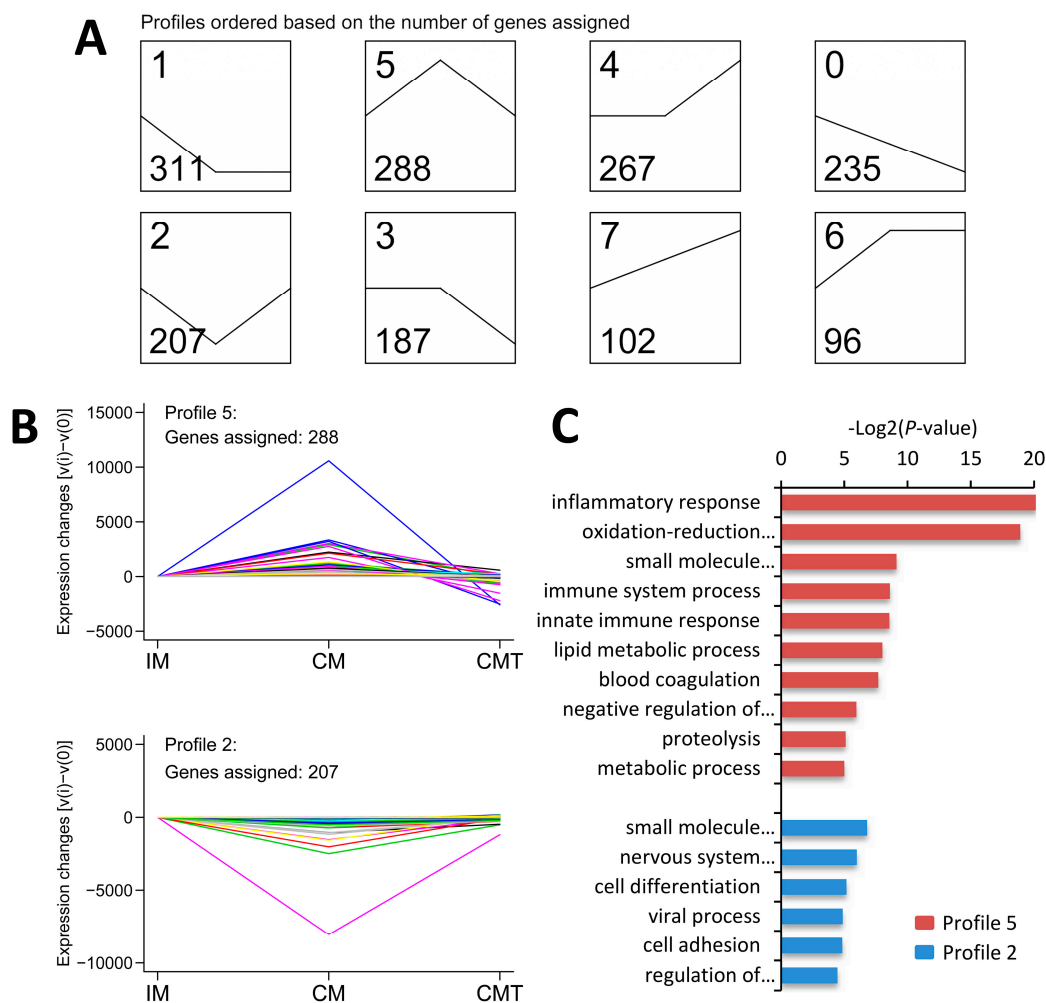 A
Profiles ordered based on the number of genes assigned
1
311
5
288
4
267
0
235
2
207
3
187
7
102
6
96
B
Expression changes [v(i)−v(0)]
Profile 5:
Genes assigned: 288
15000
10000
5000
0
−5000
IM
CM
CMT
Expression changes [v(i)−v(0)]
Profile 2:
Genes assigned: 207
5000
0
−5000
−10000
IM
CM
CMT
C
-Log2(P-value)
0 5 10 15 20
inflammatory response
oxidation-reduction...
small molecule...
immune system process
innate immune response
lipid metabolic process
blood coagulation
negative regulation of...
proteolysis
metabolic process
small molecule...
nervous system...
cell differentiation
viral process
cell adhesion
regulation of...
Profile 5
Profile 2